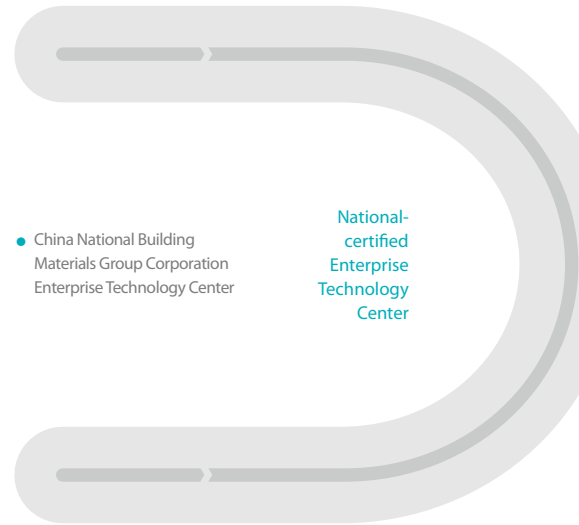 China National Building
Materials Group Corporation
Enterprise Technology Center
National-
certified
Enterprise
Technology
Center